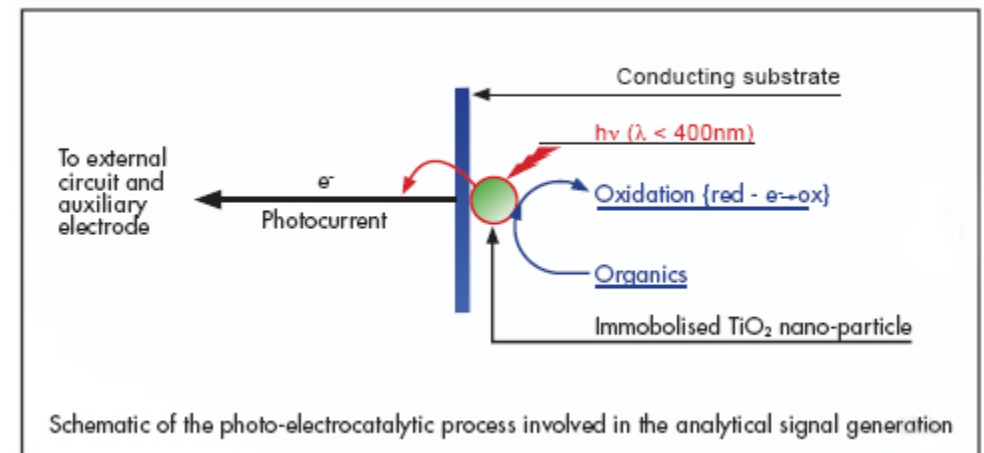 Conducting substrate
hν (λ < 400nm)
To external
circuit and
auxiliary
electrode
e-
Photocurrent
Oxidation {red - e-→ox}
Organics
Immobolised TiO₂ nano-particle
Schematic of the photo-electrocatalytic process involved in the analytical signal generation